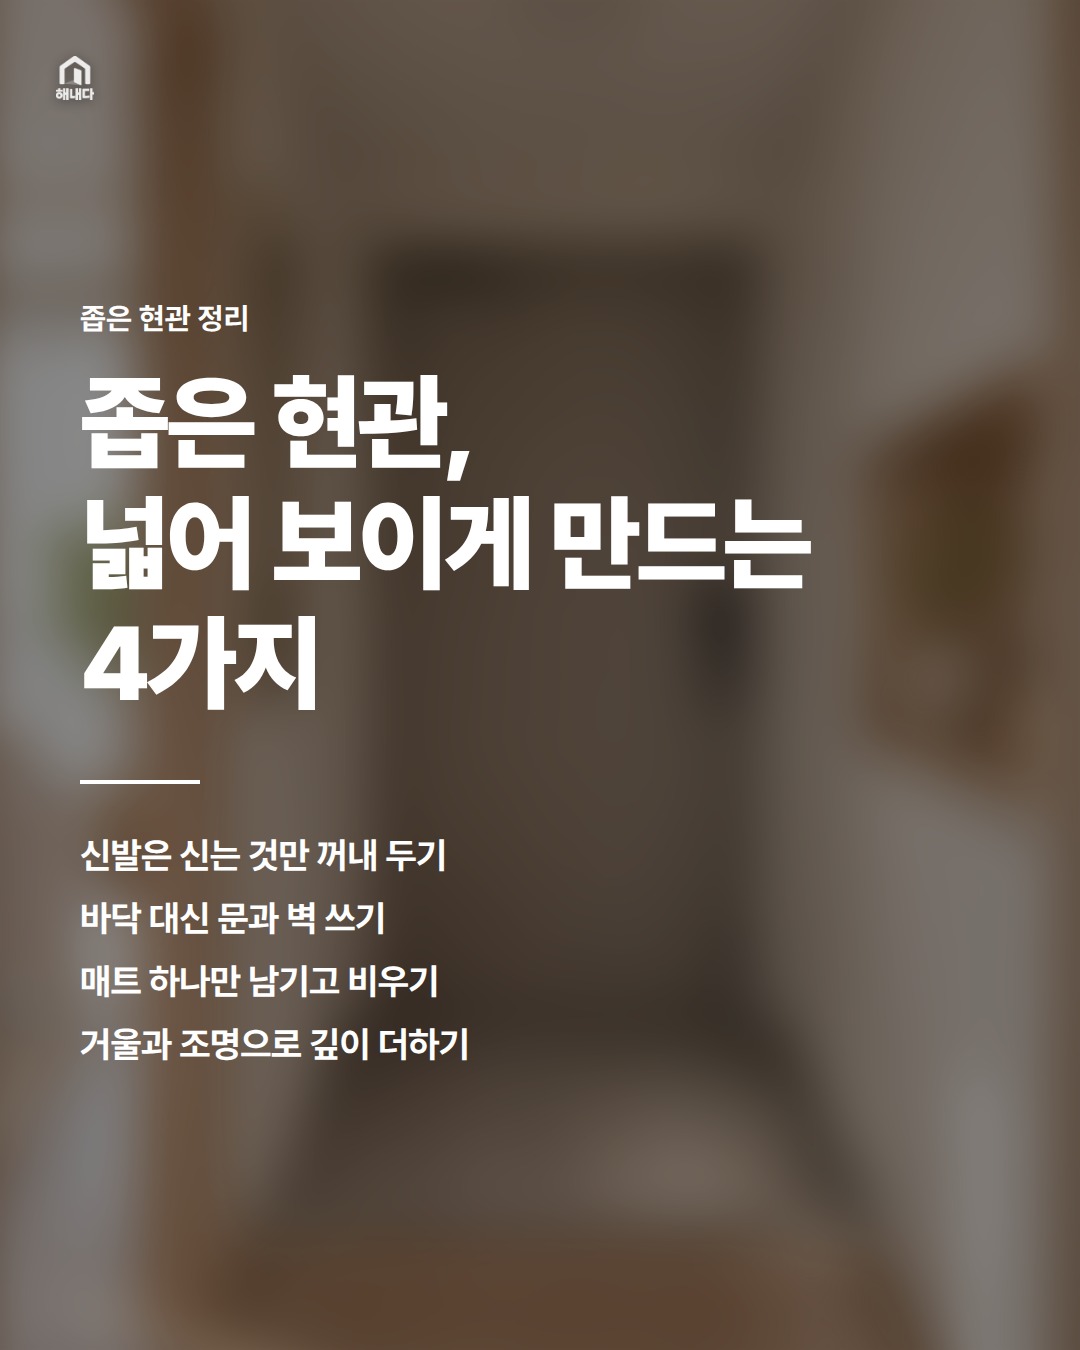 해내다
좁은 현관 정리
좁은 현관,
넓어 보이게 만드는
4가지
신발은 신는 것만 꺼내 두기
바닥 대신 문과 벽 쓰기
매트 하나만 남기고 비우기
거울과 조명으로 깊이 더하기